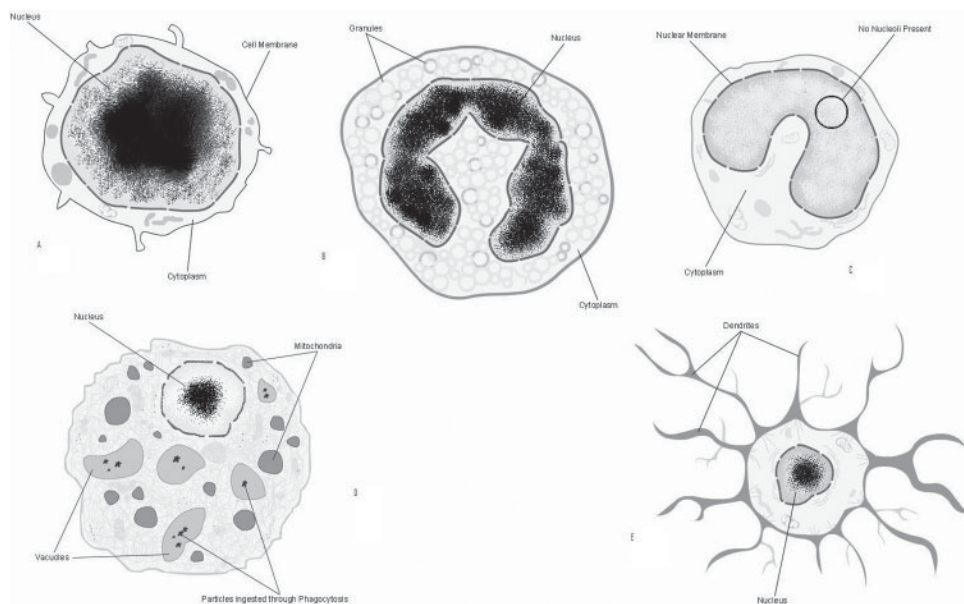 Nucleus
Cell Membrane
Cytoplasm
A
Granules
Nucleus
Cytoplasm
B
Nuclear Membrane
No Nucleoli Present
Cytoplasm
C
Nucleus
Mitochondria
Vacuoles
Particles ingested through Phagocytosis
D
Dendrites
Nucleus
E